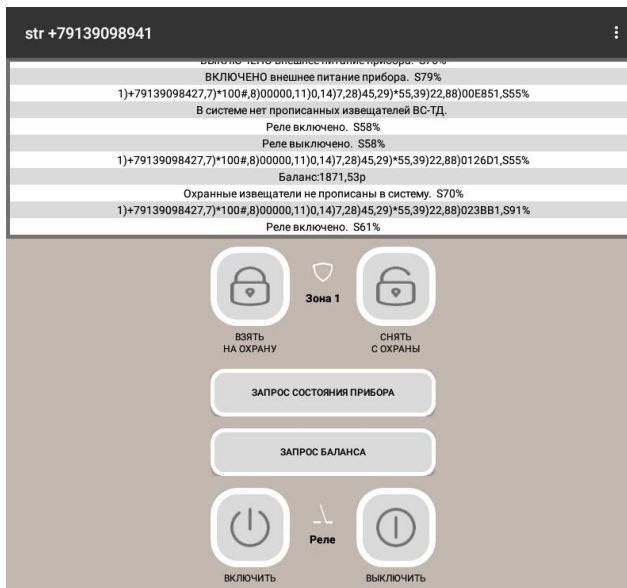 str +79139098941
ВЫКЛЮЧЕНО внешнее питание прибора.
ВКЛЮЧЕНО внешнее питание прибора. S79%
1)+79139098427,7)*100#,8)00000,11)0,14)7,28)45,29)*55,39)22,88)00E851,S55%
В системе нет прописанных извещателей ВС-ТД.
Реле включено. S58%
Реле выключено. S58%
1)+79139098427,7)*100#,8)00000,11)0,14)7,28)45,29)*55,39)22,88)0126D1,S55%
Баланс:1871,53р
Охранные извещатели не прописаны в систему. S70%
1)+79139098427,7)*100#,8)00000,11)0,14)7,28)45,29)*55,39)22,88)023BB1,S91%
Реле включено. S61%
Зона 1
ВЗЯТЬ
НА ОХРАНУ
СНЯТЬ
С ОХРАНЫ
ЗАПРОС СОСТОЯНИЯ ПРИБОРА
ЗАПРОС БАЛАНСА
Реле
ВКЛЮЧИТЬ
ВЫКЛЮЧИТЬ